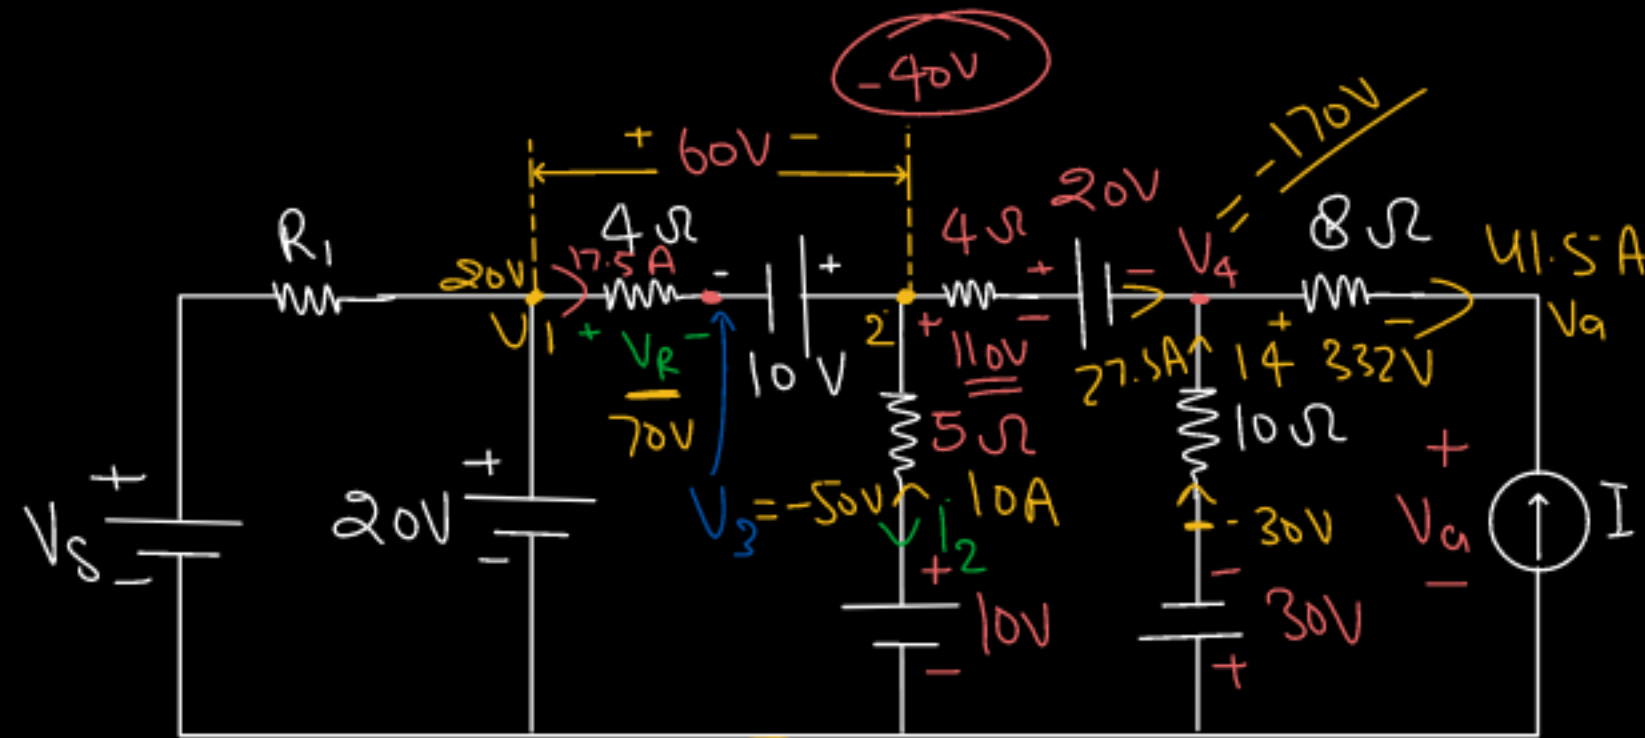 -40V
+ 60V -
= -170V
R1
20V
17.5A
4Ω
- +
4Ω
20V
V4
8Ω
41.5A
V1
+ VR -
70V
10V
2
+ 110V -
+ -
27.5A
14
+ 332V -
Va
5Ω
10Ω
V3 = -50V
10A
I2
-30V
+
VS
-
+
20V
-
+
10V
-
-
30V
+
+
Va
-
I